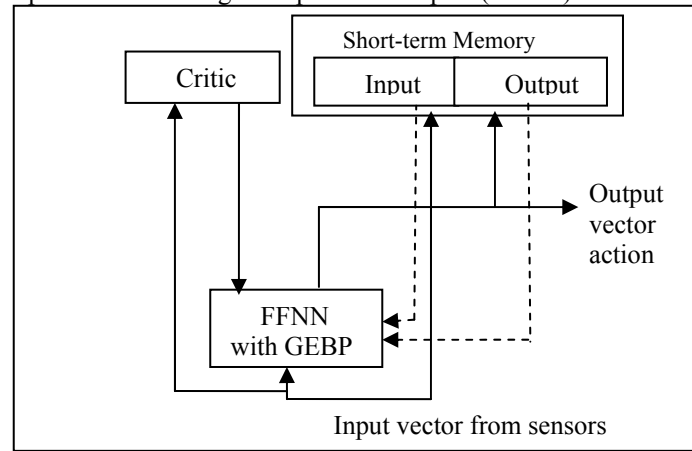 Short-term Memory
Critic
Input
Output
Output
vector
action
FFNN
with GEBP
Input vector from sensors